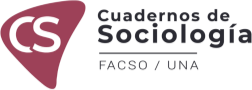 CS
Cuadernos de
Sociología
FACSO / UNA